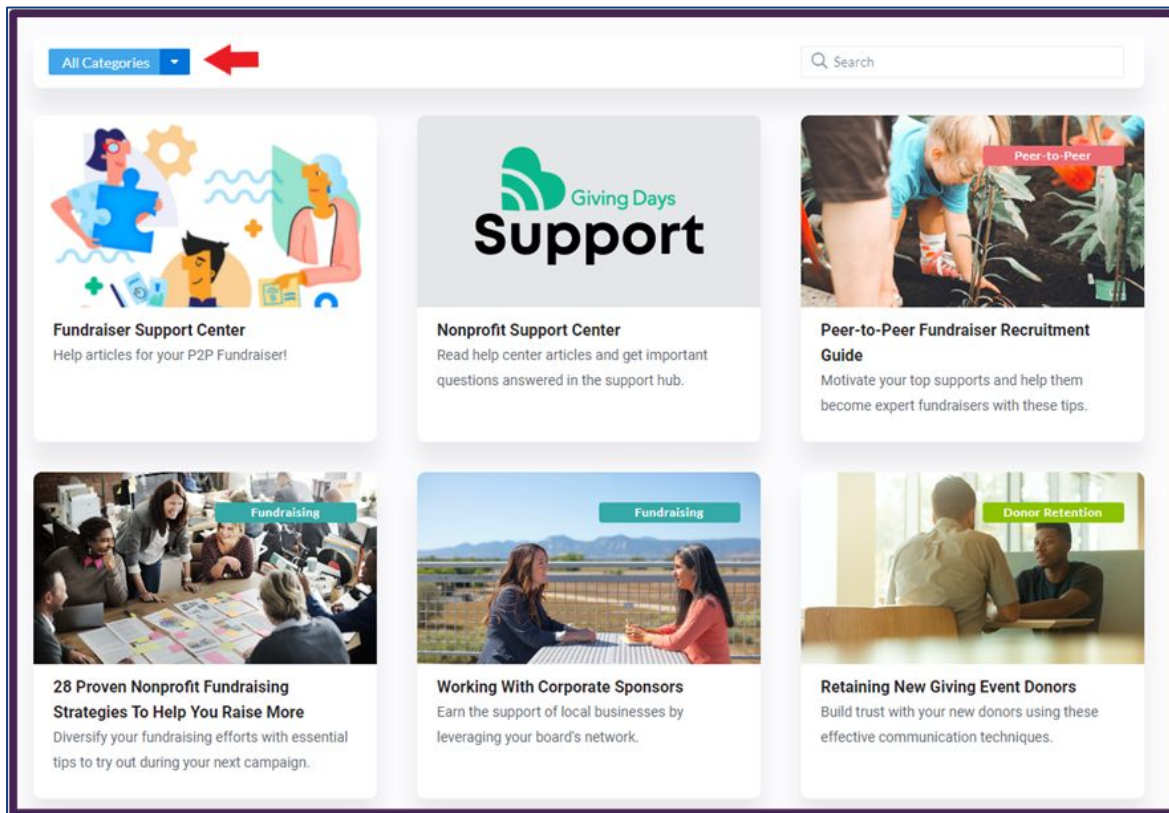 All Categories
Search
Giving Days
Support
Peer-to-Peer
Fundraiser Support Center
Help articles for your P2P Fundraiser!
Nonprofit Support Center
Read help center articles and get important
questions answered in the support hub.
Peer-to-Peer Fundraiser Recruitment
Guide
Motivate your top supports and help them
become expert fundraisers with these tips.
Fundraising
Fundraising
Donor Retention
28 Proven Nonprofit Fundraising
Strategies To Help You Raise More
Diversify your fundraising efforts with essential
tips to try out during your next campaign.
Working With Corporate Sponsors
Earn the support of local businesses by
leveraging your board's network.
Retaining New Giving Event Donors
Build trust with your new donors using these
effective communication techniques.